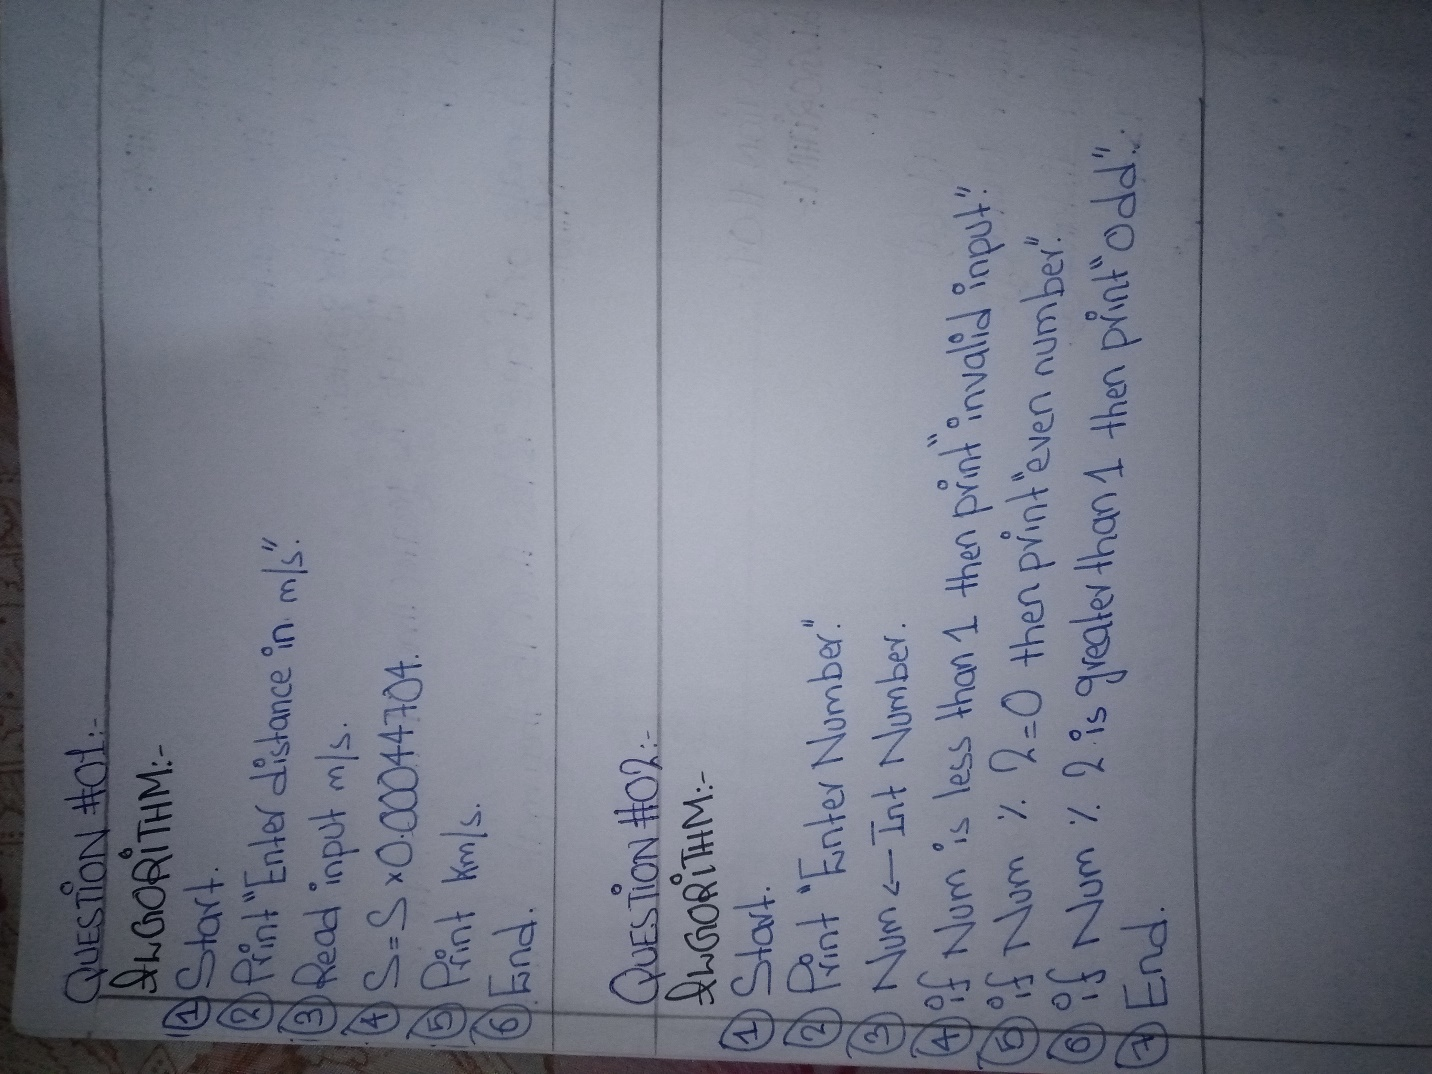 QUESTION #01:-
ALGORITHM:-
① Start.
② Print "Enter distance in m/s".
③ Read input m/s.
④ S=S x0.00044704.
⑤ Print km/s.
⑥ End.
QUESTION #02:-
ALGORITHM:-
① Start.
② Print "Enter Number".
③ Num ← Int Number.
④ if Num is less than 1 then print "invalid input".
⑤ if Num % 2=0 then print "even number".
⑥ if Num % 2 is greater than 1 then print "odd".
⑦ End.